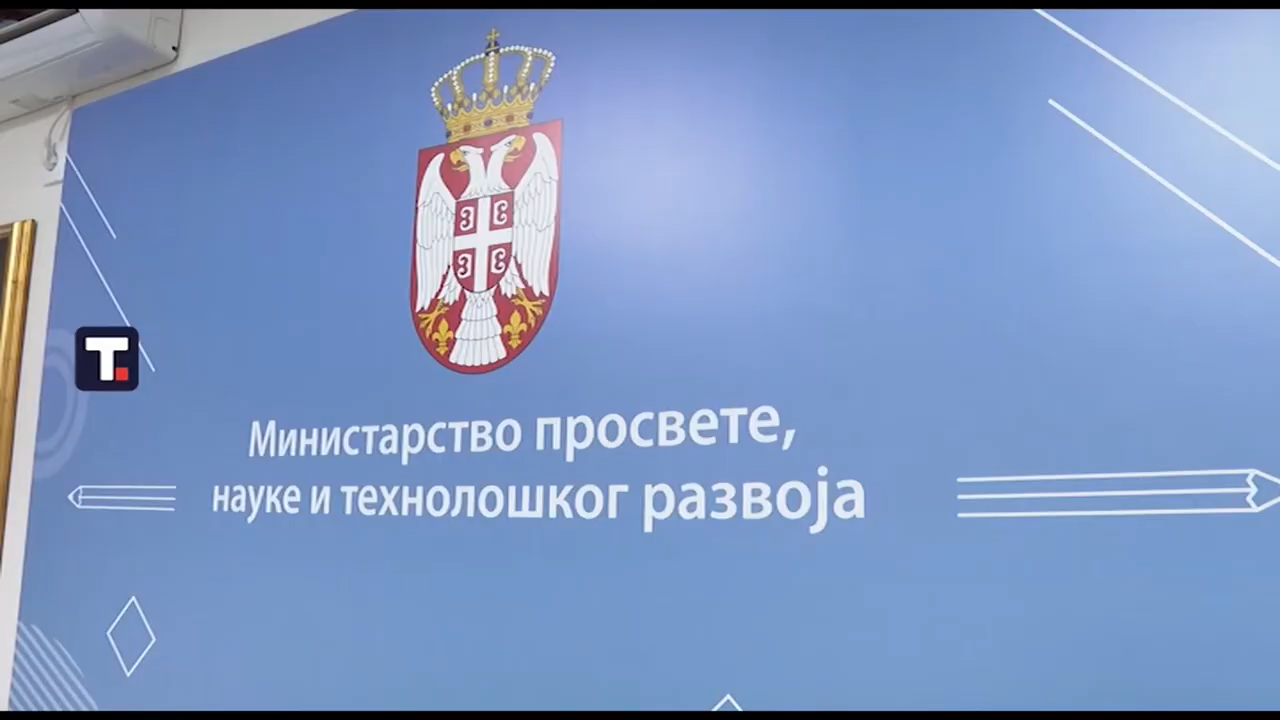 T.
Министарство просвете,
науке и технолошког развоја